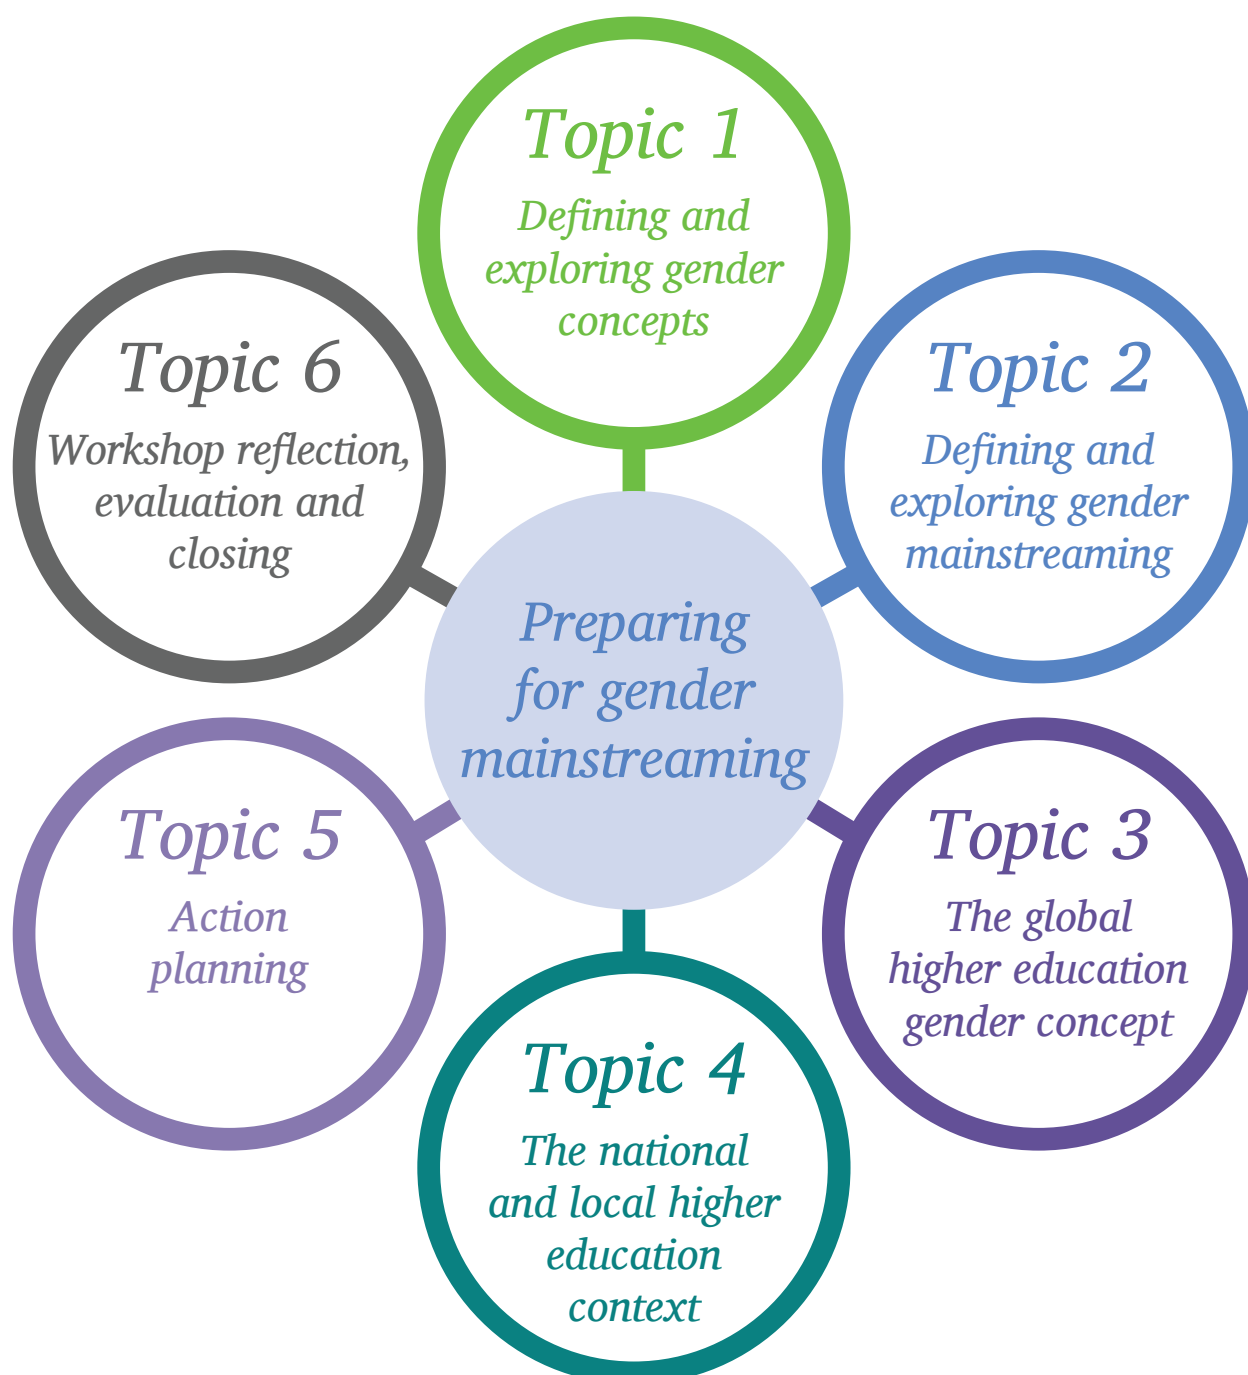 Topic 1
Defining and
exploring gender
concepts
Topic 2
Defining and
exploring gender
mainstreaming
Topic 3
The global
higher education
gender concept
Topic 4
The national
and local higher
education
context
Topic 5
Action
planning
Topic 6
Workshop reflection,
evaluation and
closing
Preparing
for gender
mainstreaming